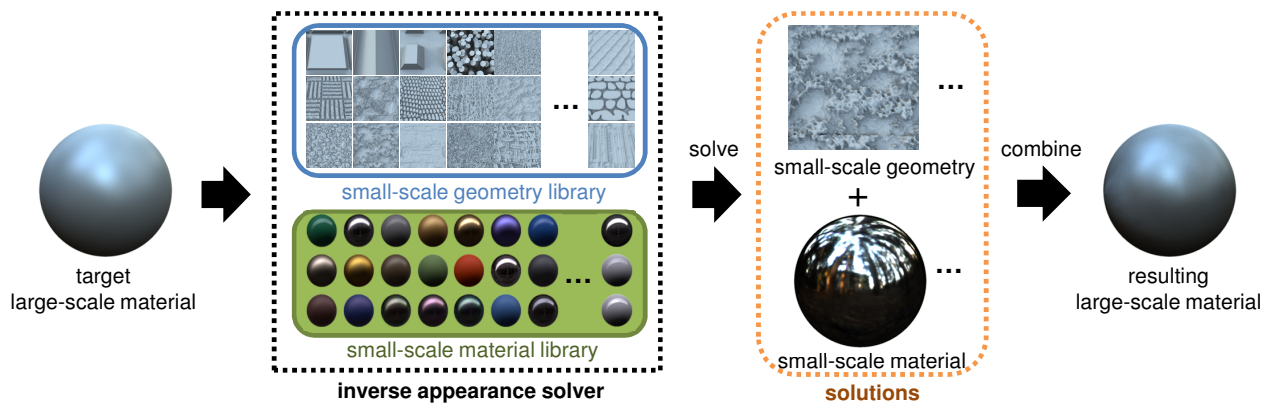 target
large-scale material
...
small-scale geometry library
...
small-scale material library
inverse appearance solver
solve
...
small-scale geometry
+
...
small-scale material
solutions
combine
resulting
large-scale material